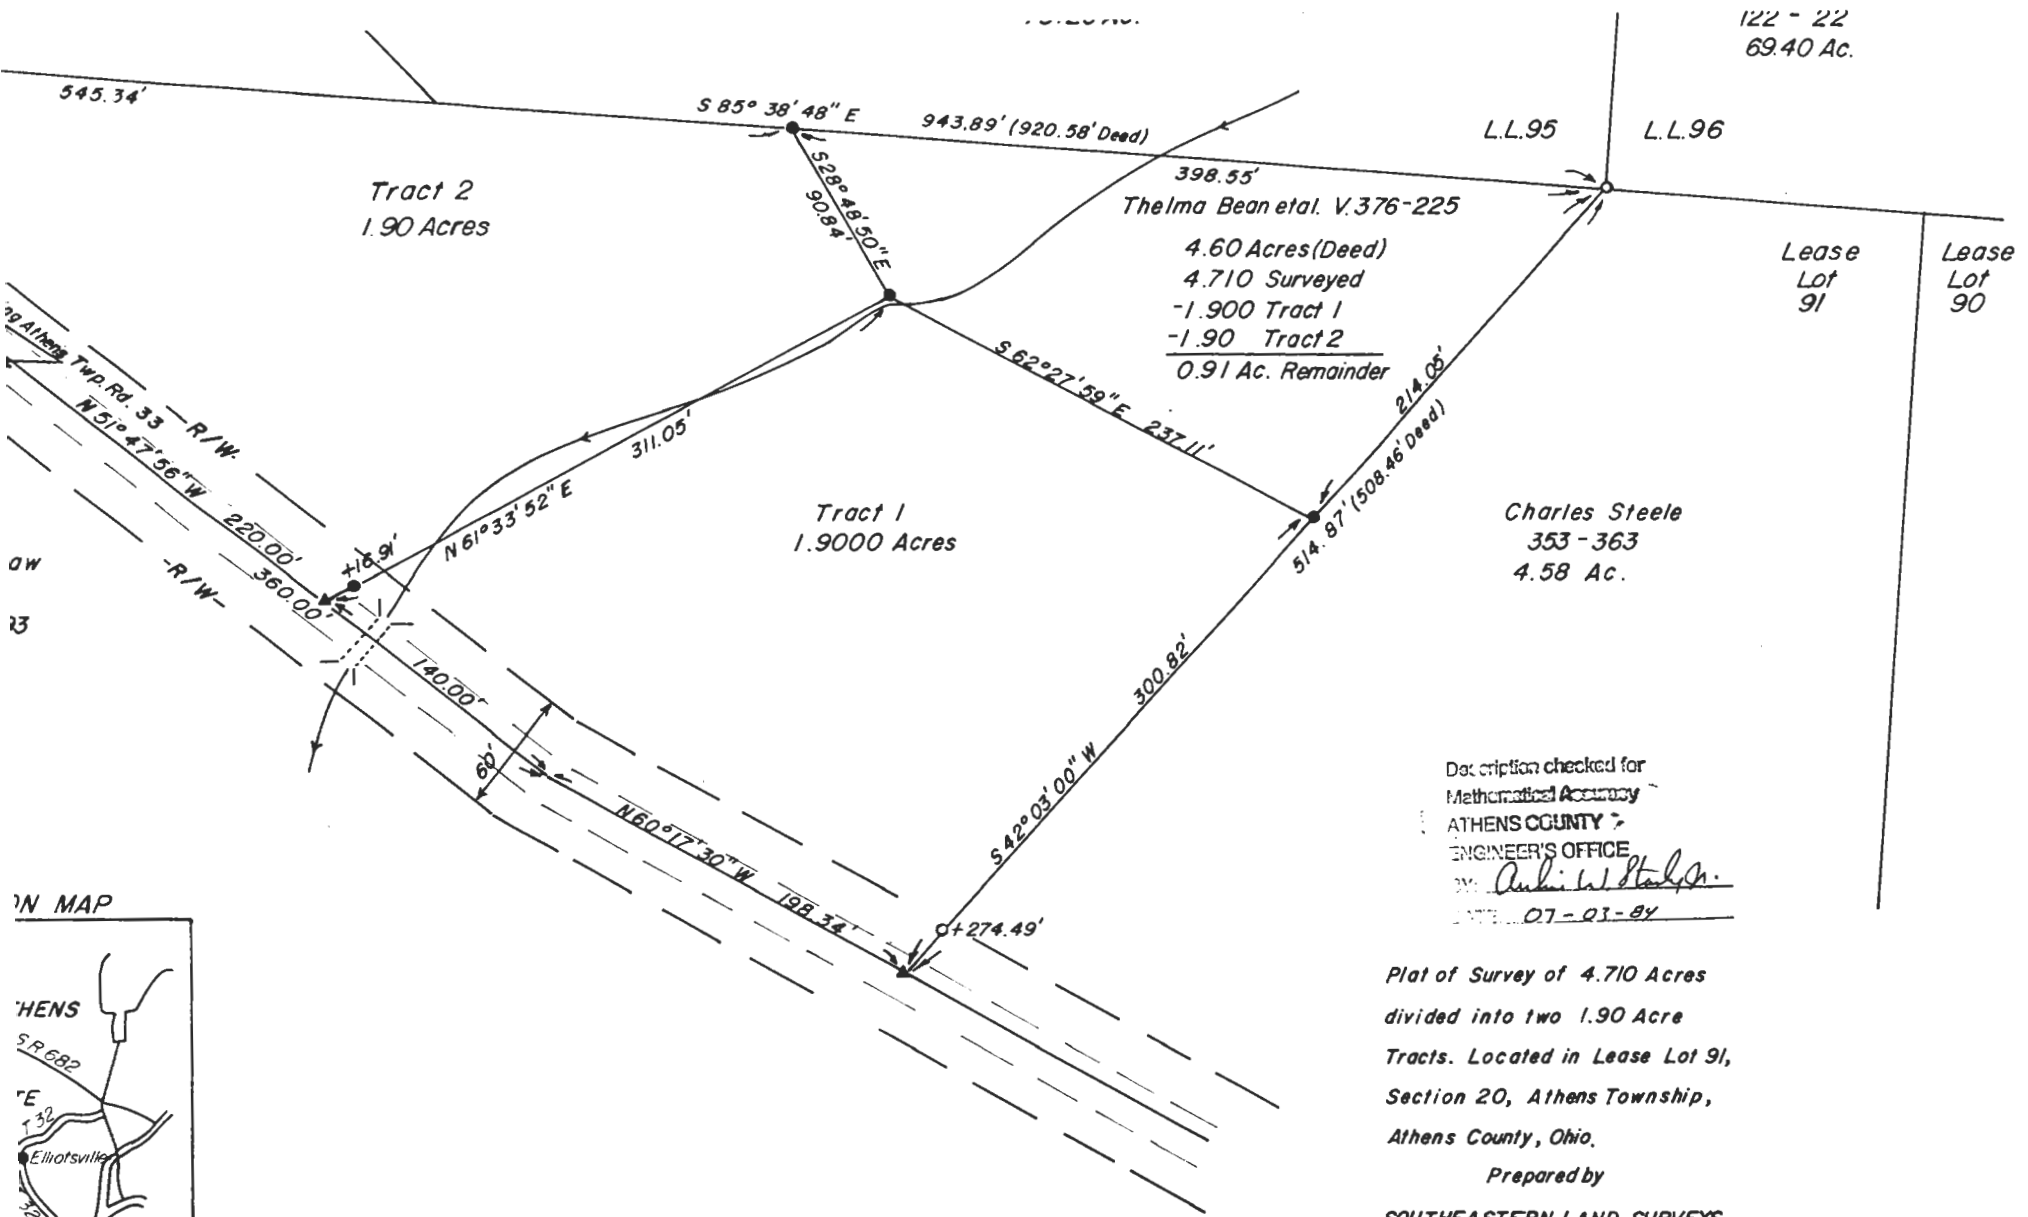 122 - 22
69.40 Ac.
545.34'
S 85° 38' 48" E
943.89' (920.58' Deed)
L.L.95
L.L.96
398.55'
Thelma Bean etal. V. 376-225
4.60 Acres (Deed)
4.710 Surveyed
-1.900 Tract 1
-1.90 Tract 2
0.91 Ac. Remainder
Tract 2
1.90 Acres
S 28° 48' 50" E
90.84'
Lease
Lot
91
Lease
Lot
90
Athens Twp. Rd. 33
-R/W-
N 51° 47' 56" W
220.00'
360.00'
-R/W-
+16.91'
N 61° 33' 52" E
311.05'
S 62° 27' 59" E 237.11'
214.05'
514.87' (508.46' Deed)
Tract 1
1.9000 Acres
Charles Steele
353-363
4.58 Ac.
140.00'
60'
300.82'
S 42° 03' 00" W
N 60° 17' 30" W 198.34'
+274.49'
Description checked for
Mathematical Accuracy
ATHENS COUNTY
ENGINEER'S OFFICE
07-03-84
MAP
SR 682
T 32
Elliotsville
32
Plat of Survey of 4.710 Acres
divided into two 1.90 Acre
Tracts. Located in Lease Lot 91,
Section 20, Athens Township,
Athens County, Ohio.
Prepared by
SOUTHEASTERN LAND SURVEYS